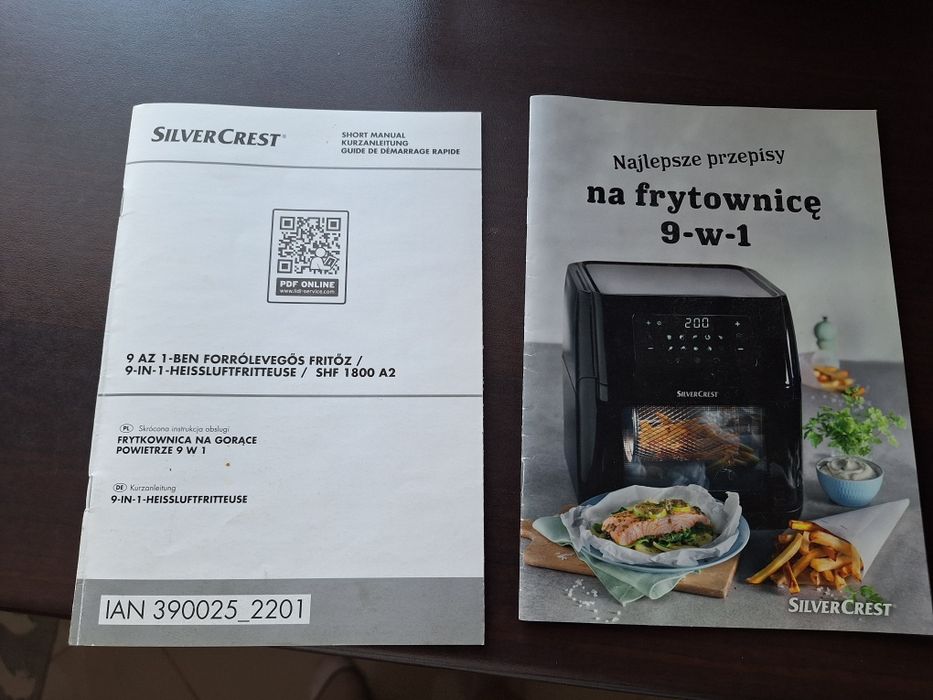 SILVERCREST®
SHORT MANUAL
KURZANLEITUNG
GUIDE DE DÉMARRAGE RAPIDE
PDF ONLINE
www.lidl-service.com
9 AZ 1-BEN FORRÓLEVEGŐS FRITŐZ /
9-IN-1-HEISSLUFTFRITTEUSE / SHF 1800 A2
PL Skrócona instrukcja obsługi
FRYTKOWNICA NA GORĄCE
POWIETRZE 9 W 1
DE Kurzanleitung
9-IN-1-HEISSLUFTFRITTEUSE
IAN 390025_2201
Najlepsze przepisy
na frytownicę
9-w-1
200
SILVERCREST
SILVERCREST®